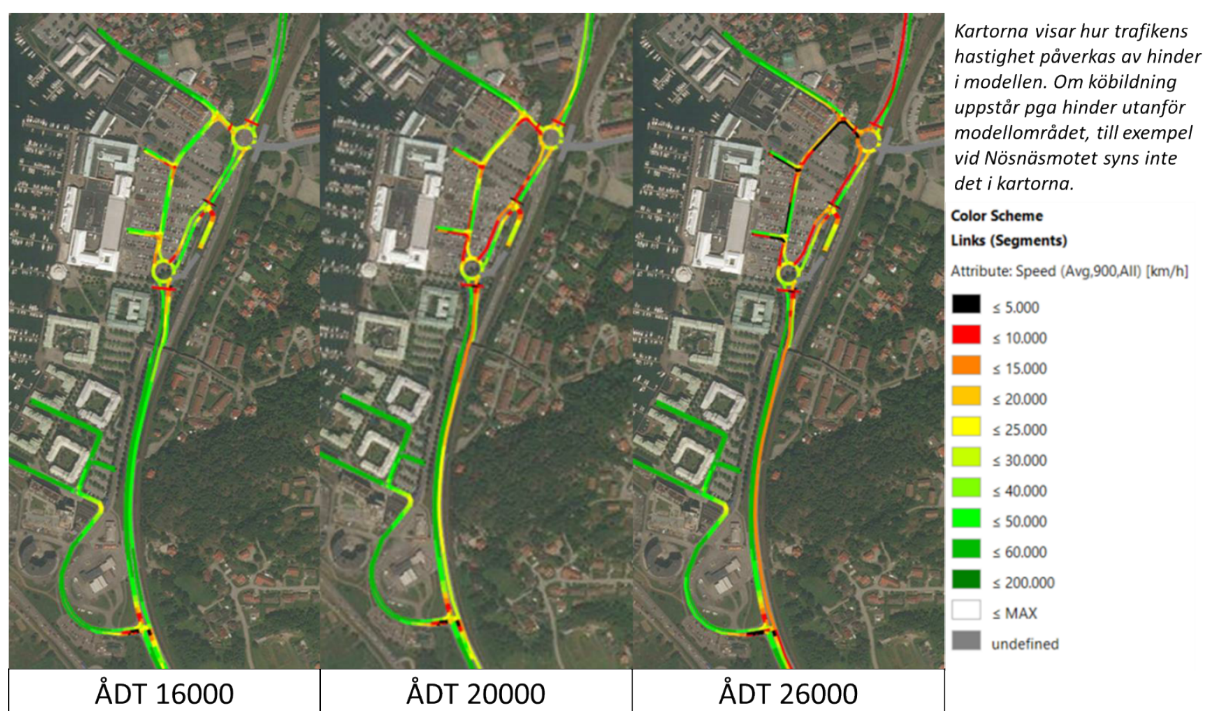 Kartorna visar hur trafikens
hastighet påverkas av hinder
i modellen. Om köbildning
uppstår pga hinder utanför
modellområdet, till exempel
vid Nösnäsmotet syns inte
det i kartorna.
Color Scheme
Links (Segments)
Attribute: Speed (Avg,900,All) [km/h]
≤ 5.000
≤ 10.000
≤ 15.000
≤ 20.000
≤ 25.000
≤ 30.000
≤ 40.000
≤ 50.000
≤ 60.000
≤ 200.000
≤ MAX
undefined
ÅDT 16000
ÅDT 20000
ÅDT 26000